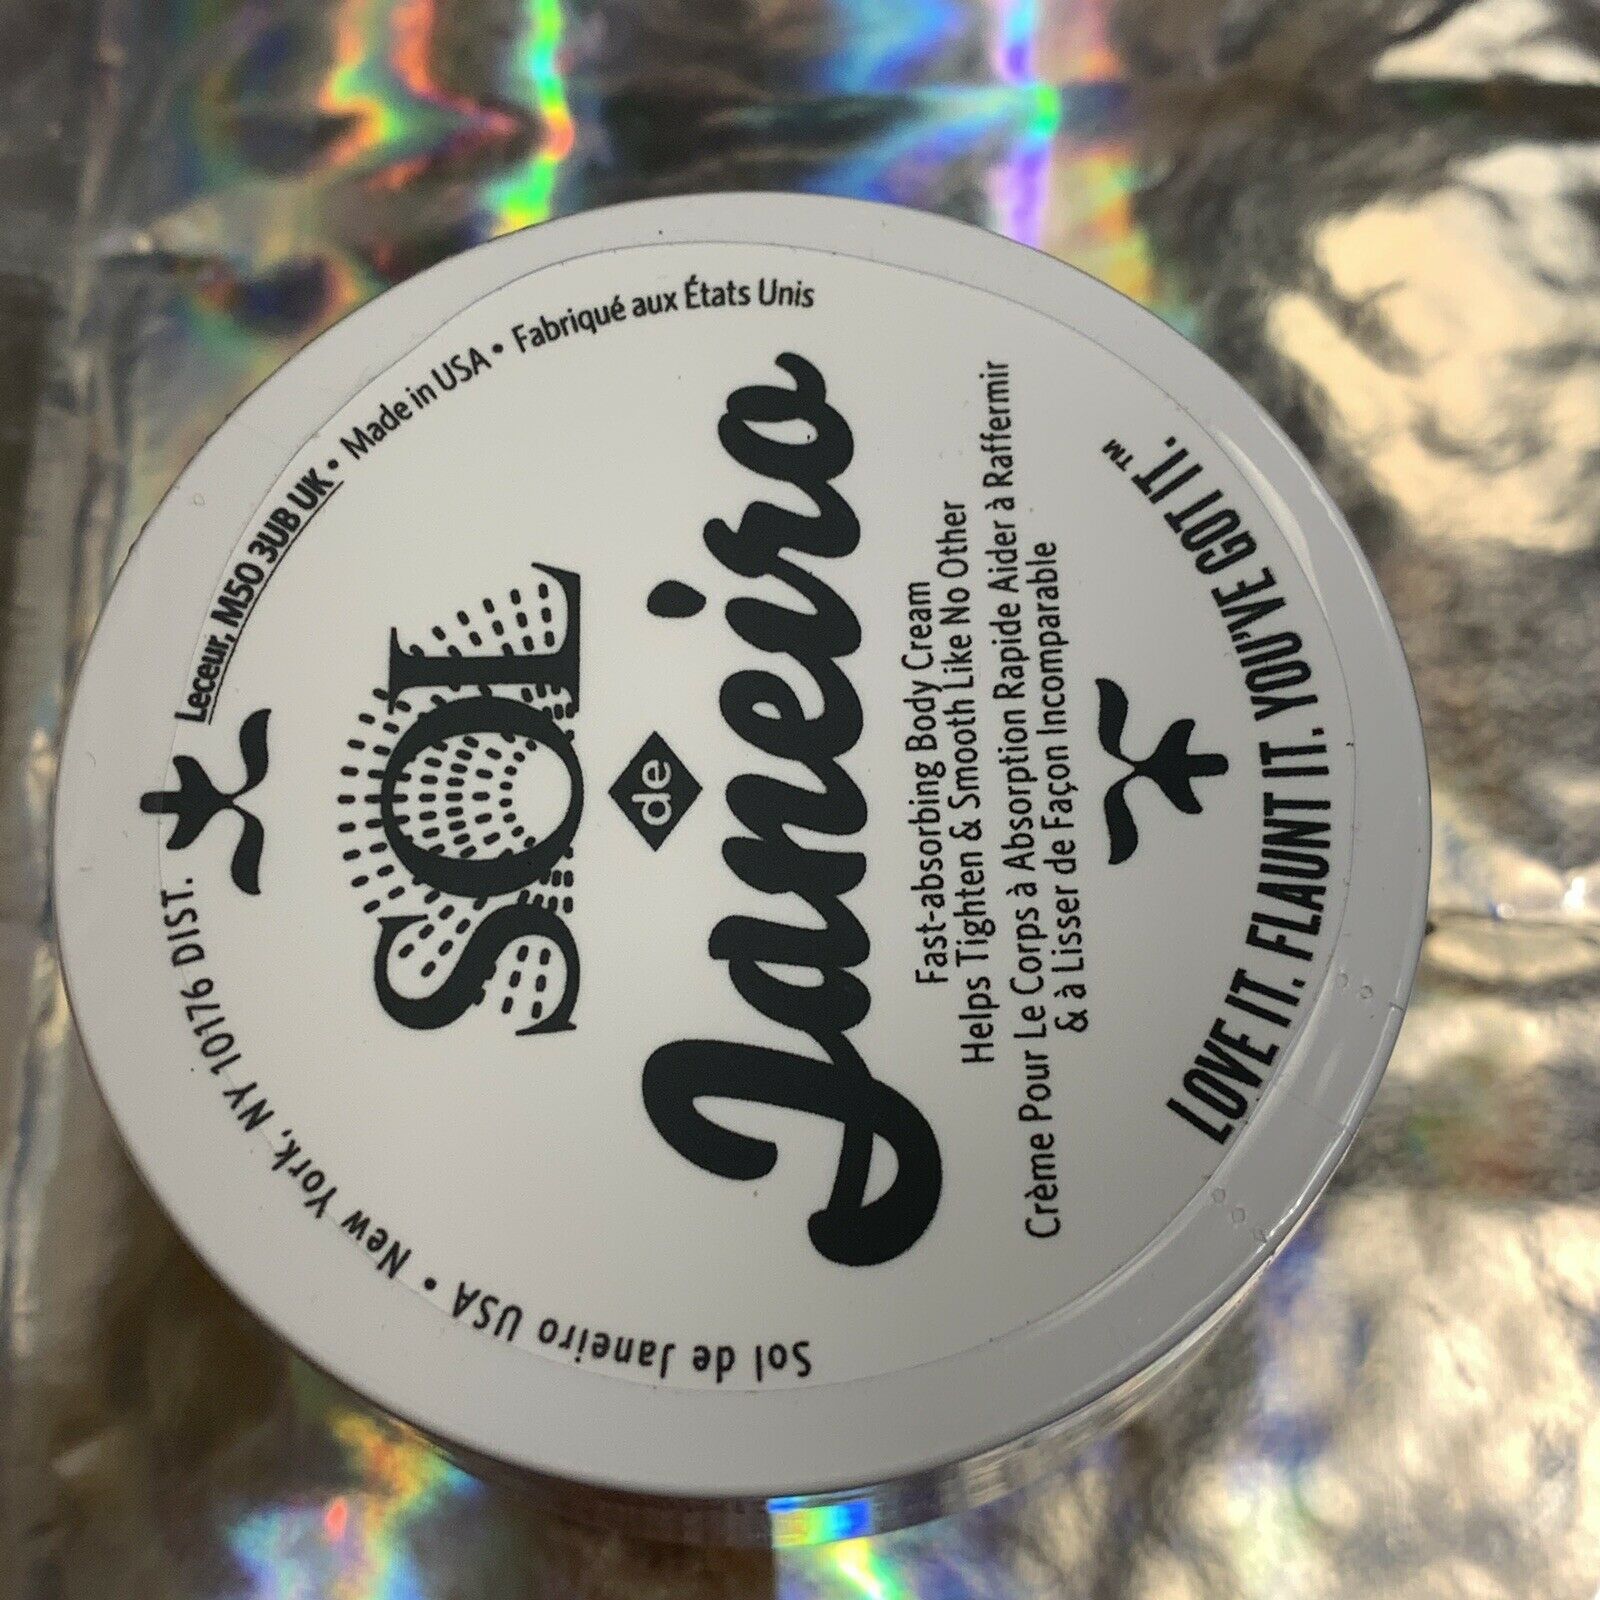 Sol de Janeiro USA • New York, NY 10176 DIST.
Leceur, M50 3UB UK • Made in USA • Fabriqué aux États Unis
SOL
de
Janeiro
Fast-absorbing Body Cream
Helps Tighten & Smooth Like No Other
Crème Pour Le Corps à Absorption Rapide Aider à Raffermir
& à Lisser de Façon Incomparable
LOVE IT. FLAUNT IT. YOU'VE GOT IT.™